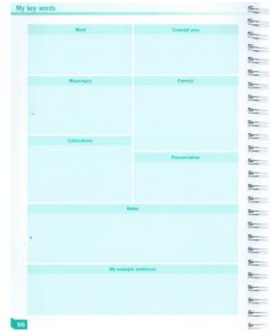 My key words
Word
Concept area
Meaning(s)
Form(s)
Collocations
Pronunciation
Notes
My example sentences
96